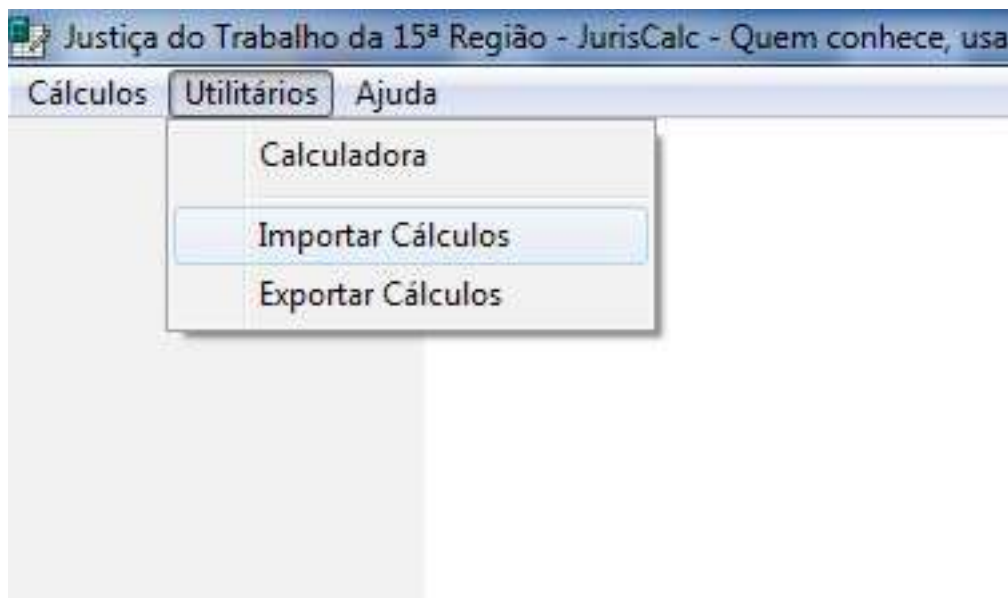 Justiça do Trabalho da 15ª Região - JurisCalc - Quem conhece, usa
Cálculos Utilitários Ajuda
Calculadora
Importar Cálculos
Exportar Cálculos